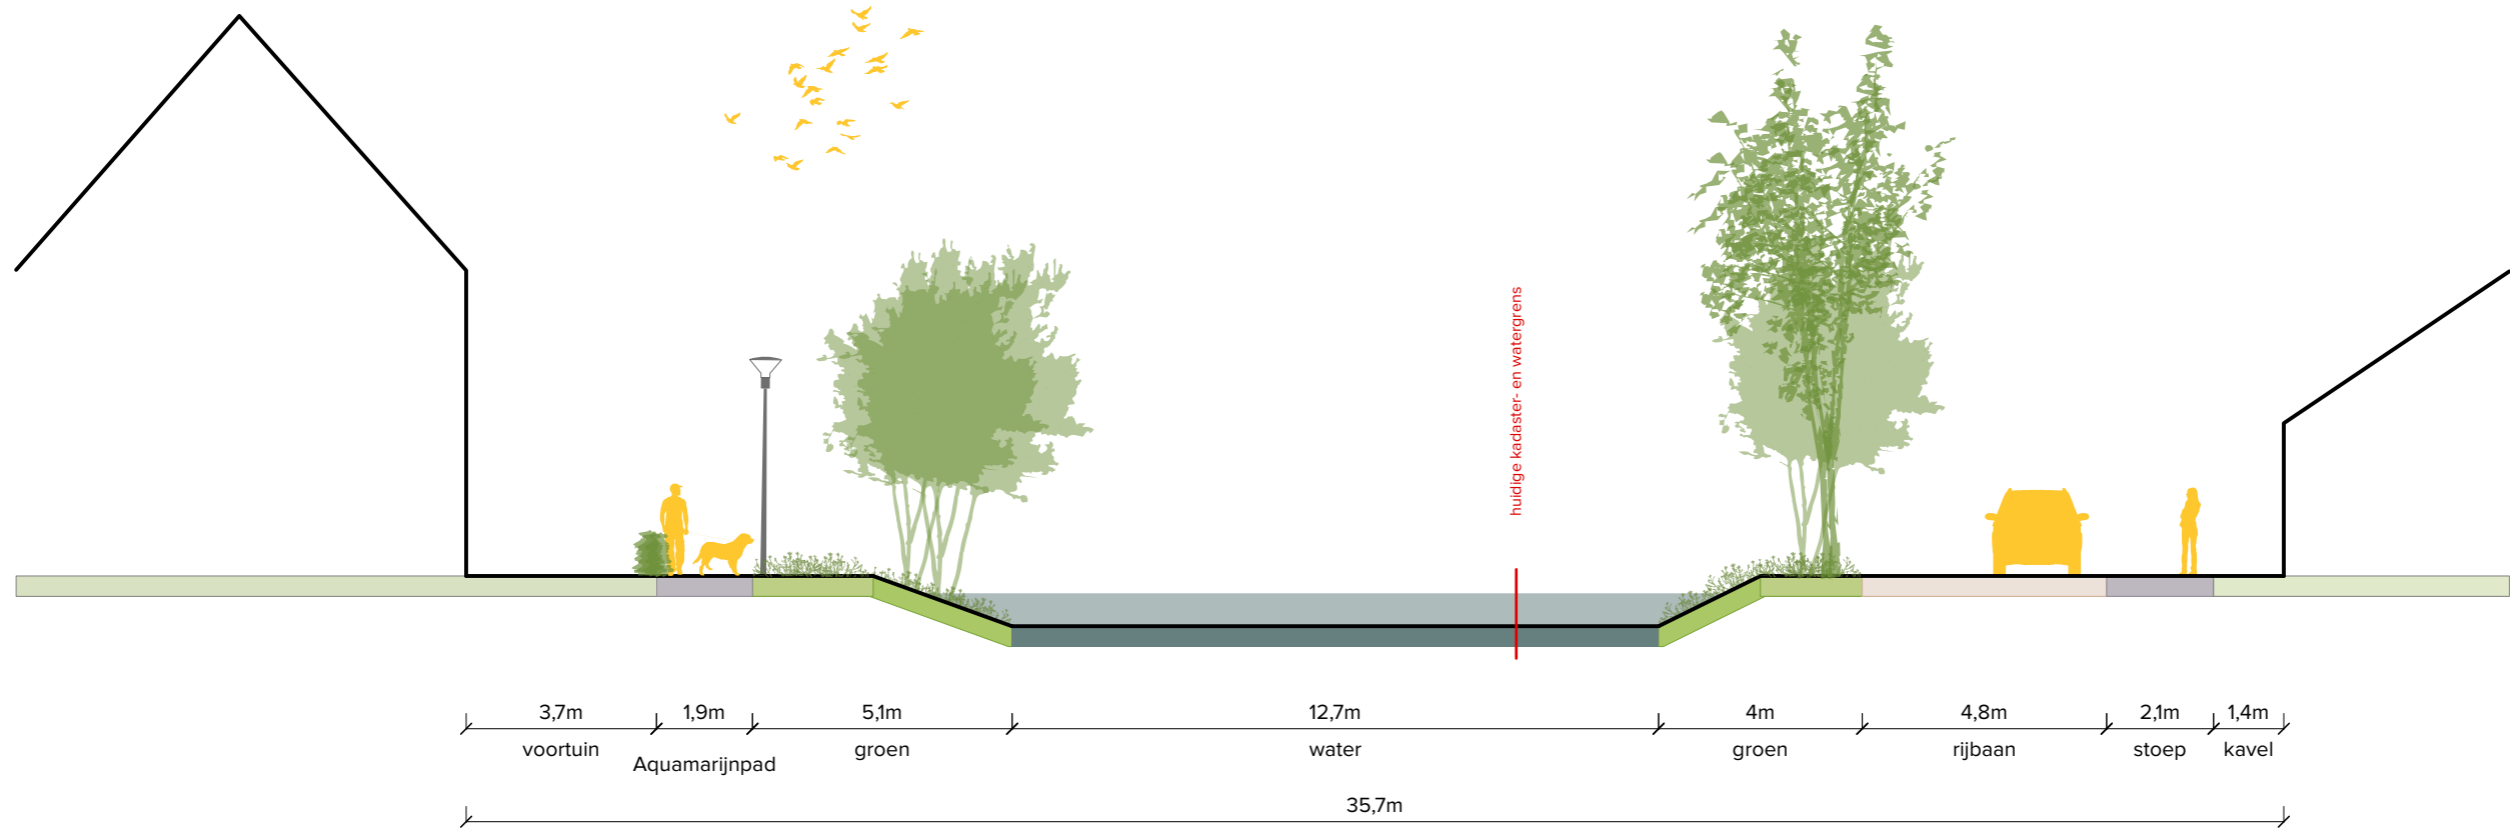 huidige kadaster- en watergrens
3,7m 1,9m 5,1m 12,7m 4m 4,8m 2,1m 1,4m
voortuin Aquamarijnpad groen water groen rijbaan stoep kavel
35,7m